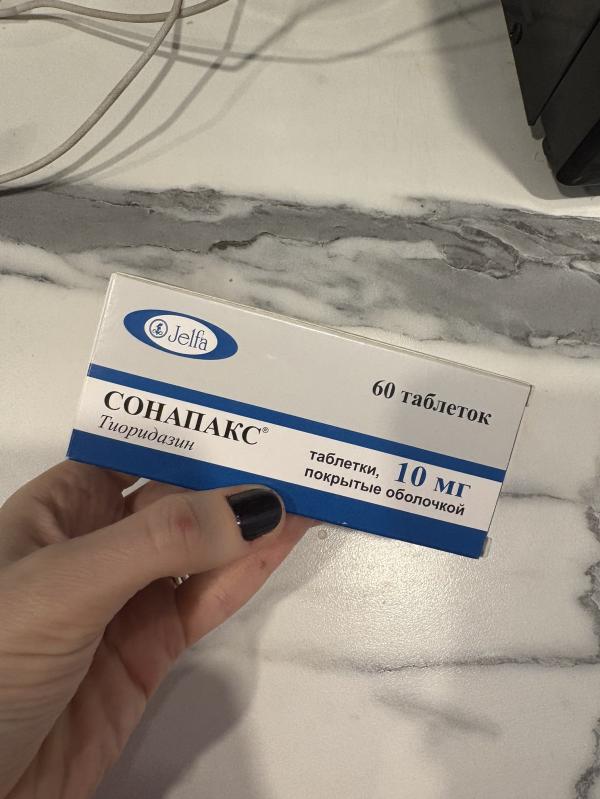 Jelfa
60 таблеток
СОНАПАКС®
Тиоридазин
таблетки, 10 мг
покрытые оболочкой